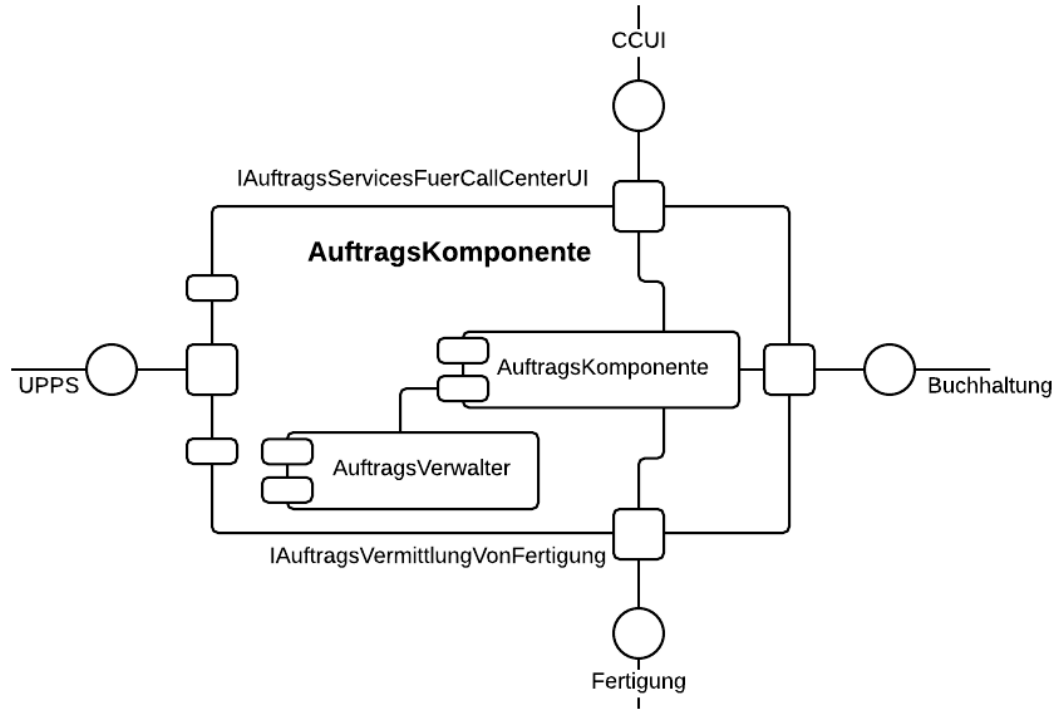 CCUI
IAuftragsServicesFuerCallCenterUI
AuftragsKomponente
AuftragsKomponente
UPPS
Buchhaltung
AuftragsVerwalter
IAuftragsVermittlungVonFertigung
Fertigung